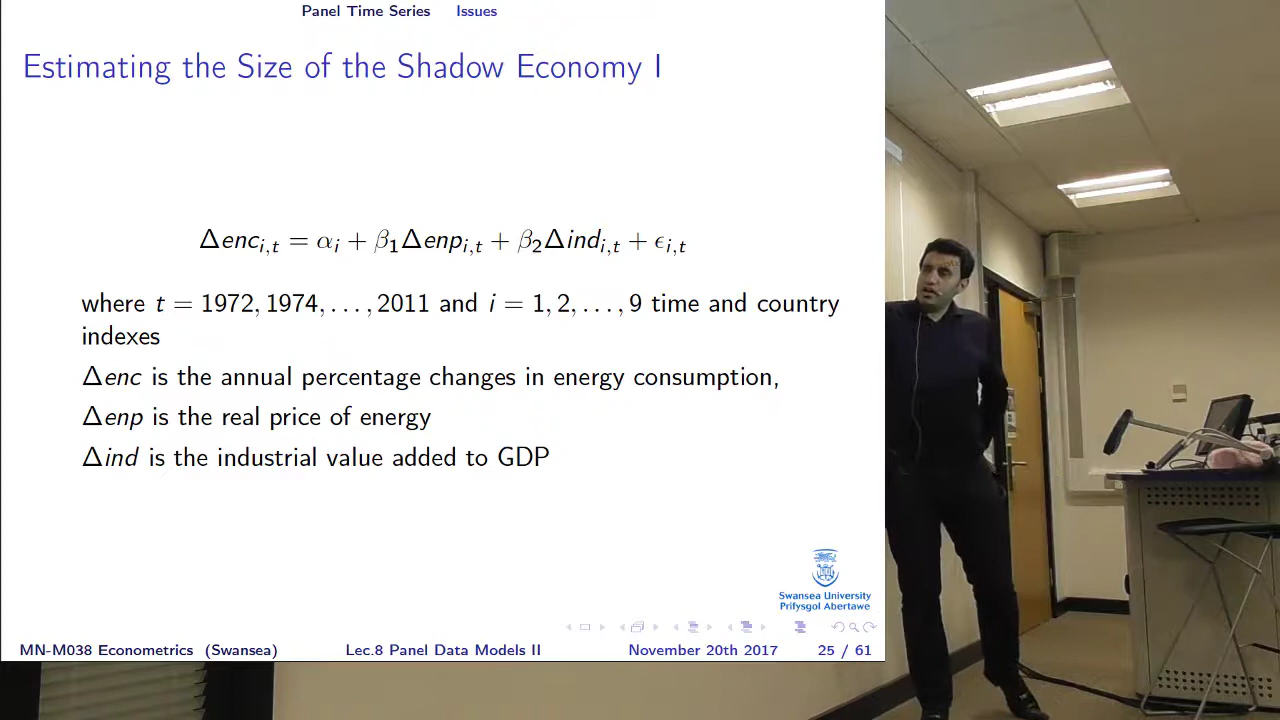 Panel Time Series Issues
Estimating the Size of the Shadow Economy I
Δenc_{i,t} = α_i + β_1Δenp_{i,t} + β_2Δind_{i,t} + ϵ_{i,t}
where t = 1972, 1974, . . . , 2011 and i = 1, 2, . . . , 9 time and country
indexes
Δenc is the annual percentage changes in energy consumption,
Δenp is the real price of energy
Δind is the industrial value added to GDP
Swansea University
Prifysgol Abertawe
MN-M038 Econometrics (Swansea) Lec.8 Panel Data Models II November 20th 2017 25 / 61